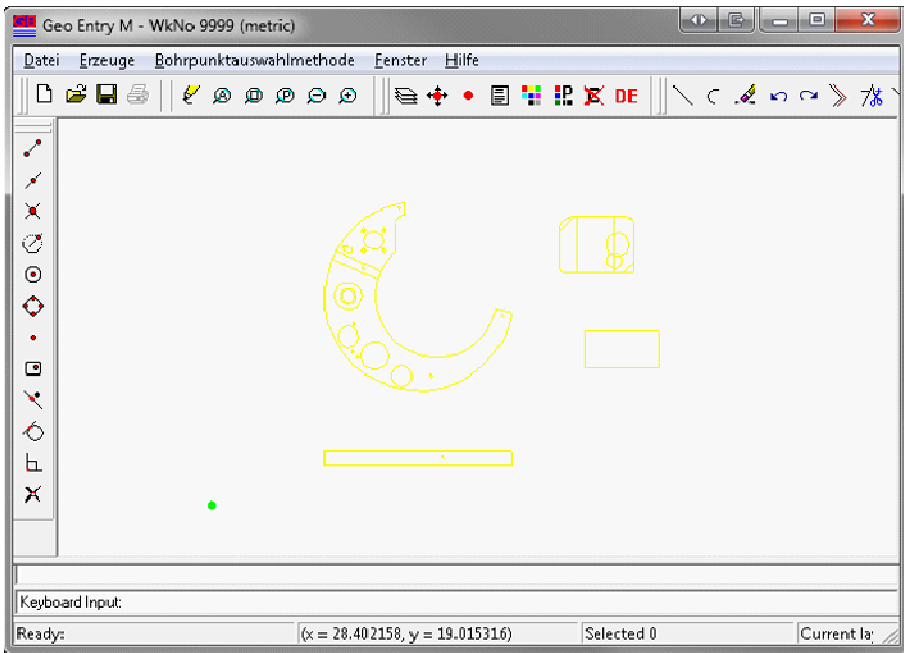 GE Geo Entry M - WkNo 9999 (metric)
Datei Erzeuge Bohrpunktauswahlmethode Fenster Hilfe
DE
Keyboard Input:
Ready: (x = 28.402158, y = 19.015316) Selected 0 Current la